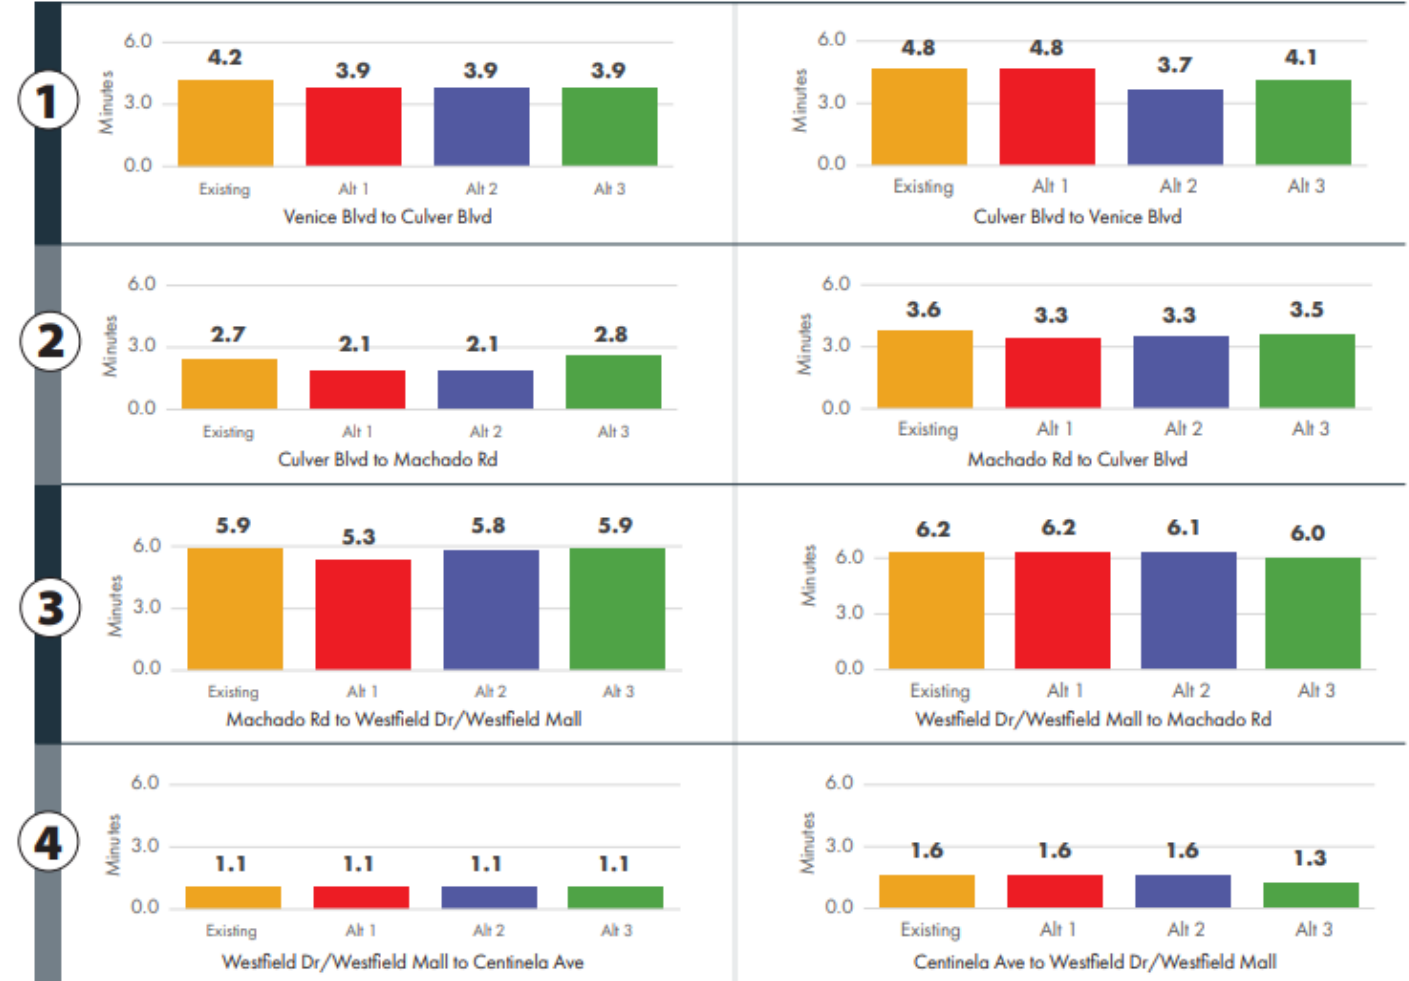 1
6.0
3.0
0.0
Minutes
4.2
3.9
3.9
3.9
Existing
Alt 1
Alt 2
Alt 3
Venice Blvd to Culver Blvd
6.0
3.0
0.0
Minutes
4.8
4.8
3.7
4.1
Existing
Alt 1
Alt 2
Alt 3
Culver Blvd to Venice Blvd
2
6.0
3.0
0.0
Minutes
2.7
2.1
2.1
2.8
Existing
Alt 1
Alt 2
Alt 3
Culver Blvd to Machado Rd
6.0
3.0
0.0
Minutes
3.6
3.3
3.3
3.5
Existing
Alt 1
Alt 2
Alt 3
Machado Rd to Culver Blvd
3
6.0
3.0
0.0
Minutes
5.9
5.3
5.8
5.9
Existing
Alt 1
Alt 2
Alt 3
Machado Rd to Westfield Dr/Westfield Mall
6.0
3.0
0.0
Minutes
6.2
6.2
6.1
6.0
Existing
Alt 1
Alt 2
Alt 3
Westfield Dr/Westfield Mall to Machado Rd
4
6.0
3.0
0.0
Minutes
1.1
1.1
1.1
1.1
Existing
Alt 1
Alt 2
Alt 3
Westfield Dr/Westfield Mall to Centinela Ave
6.0
3.0
0.0
Minutes
1.6
1.6
1.6
1.3
Existing
Alt 1
Alt 2
Alt 3
Centinela Ave to Westfield Dr/Westfield Mall